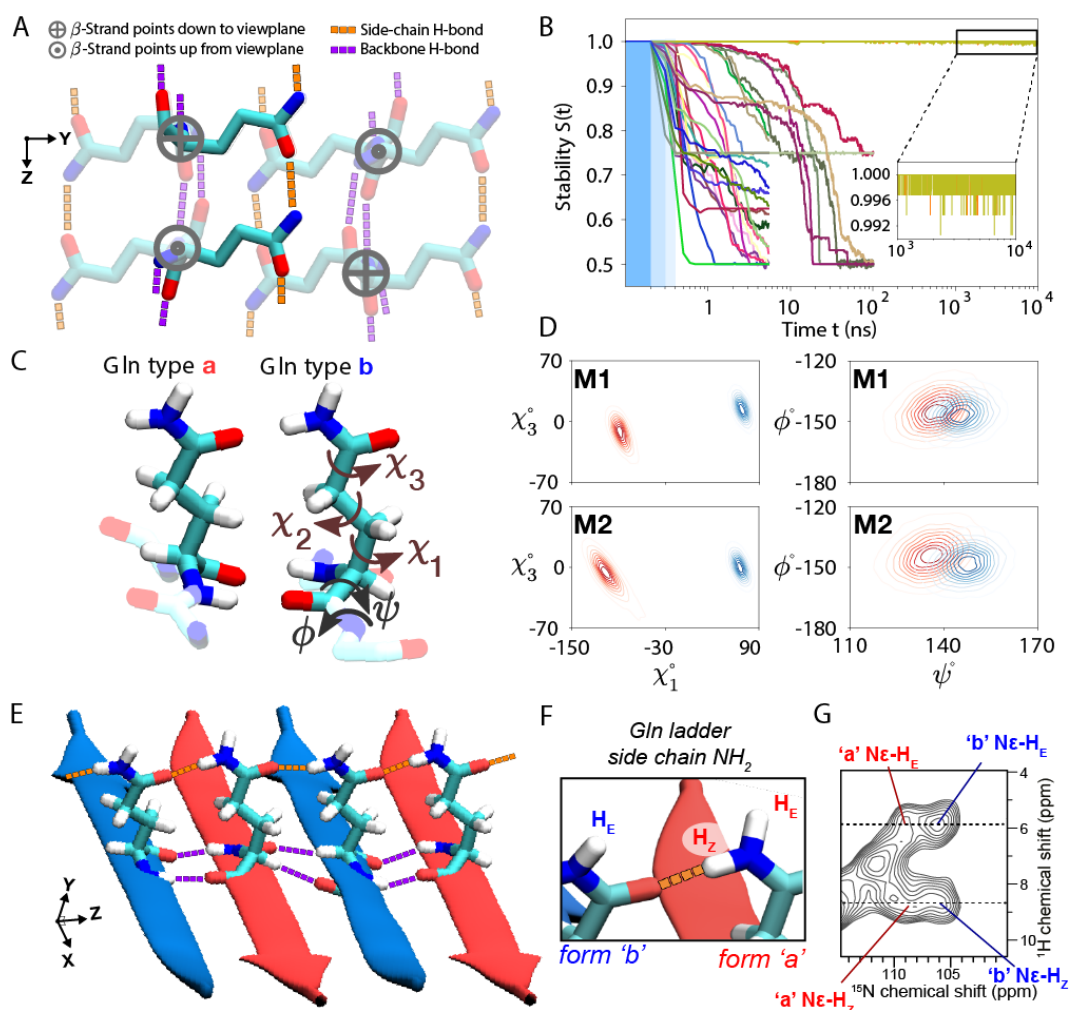 A
⊕ β-Strand points down to viewplane
⊙ β-Strand points up from viewplane
Side-chain H-bond
Backbone H-bond
Y
Z
B
Stability S(t)
1.0
0.9
0.8
0.7
0.6
0.5
1.000
0.996
0.992
10³ 10⁴
1 10 10² 10³ 10⁴
Time t (ns)
C
Gln type a
Gln type b
χ3
χ2
χ1
ψ
ϕ
D
M1
χ3°
70
0
-70
M1
ϕ°
-120
-150
-180
M2
χ3°
70
0
-70
-150 -30 90
χ1°
M2
ϕ°
-120
-150
-180
110 140 170
ψ°
E
Y
Z
X
F
Gln ladder
side chain NH2
HE
HZ
HE
form ‘b’
form ‘a’
G
‘a’ Nε-HE
‘b’ Nε-HE
4
6
8
10
¹H chemical shift (ppm)
110 105
‘a’ Nε-HZ
‘b’ Nε-HZ
¹⁵N chemical shift (ppm)